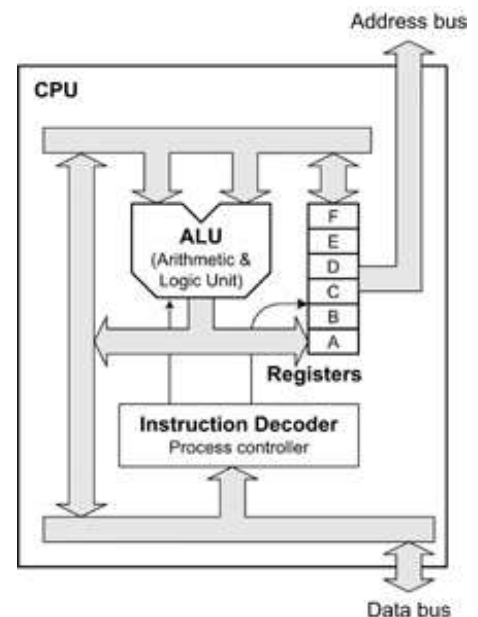 Address bus
CPU
ALU
(Arithmetic &
Logic Unit)
F
E
D
C
B
A
Registers
Instruction Decoder
Process controller
Data bus